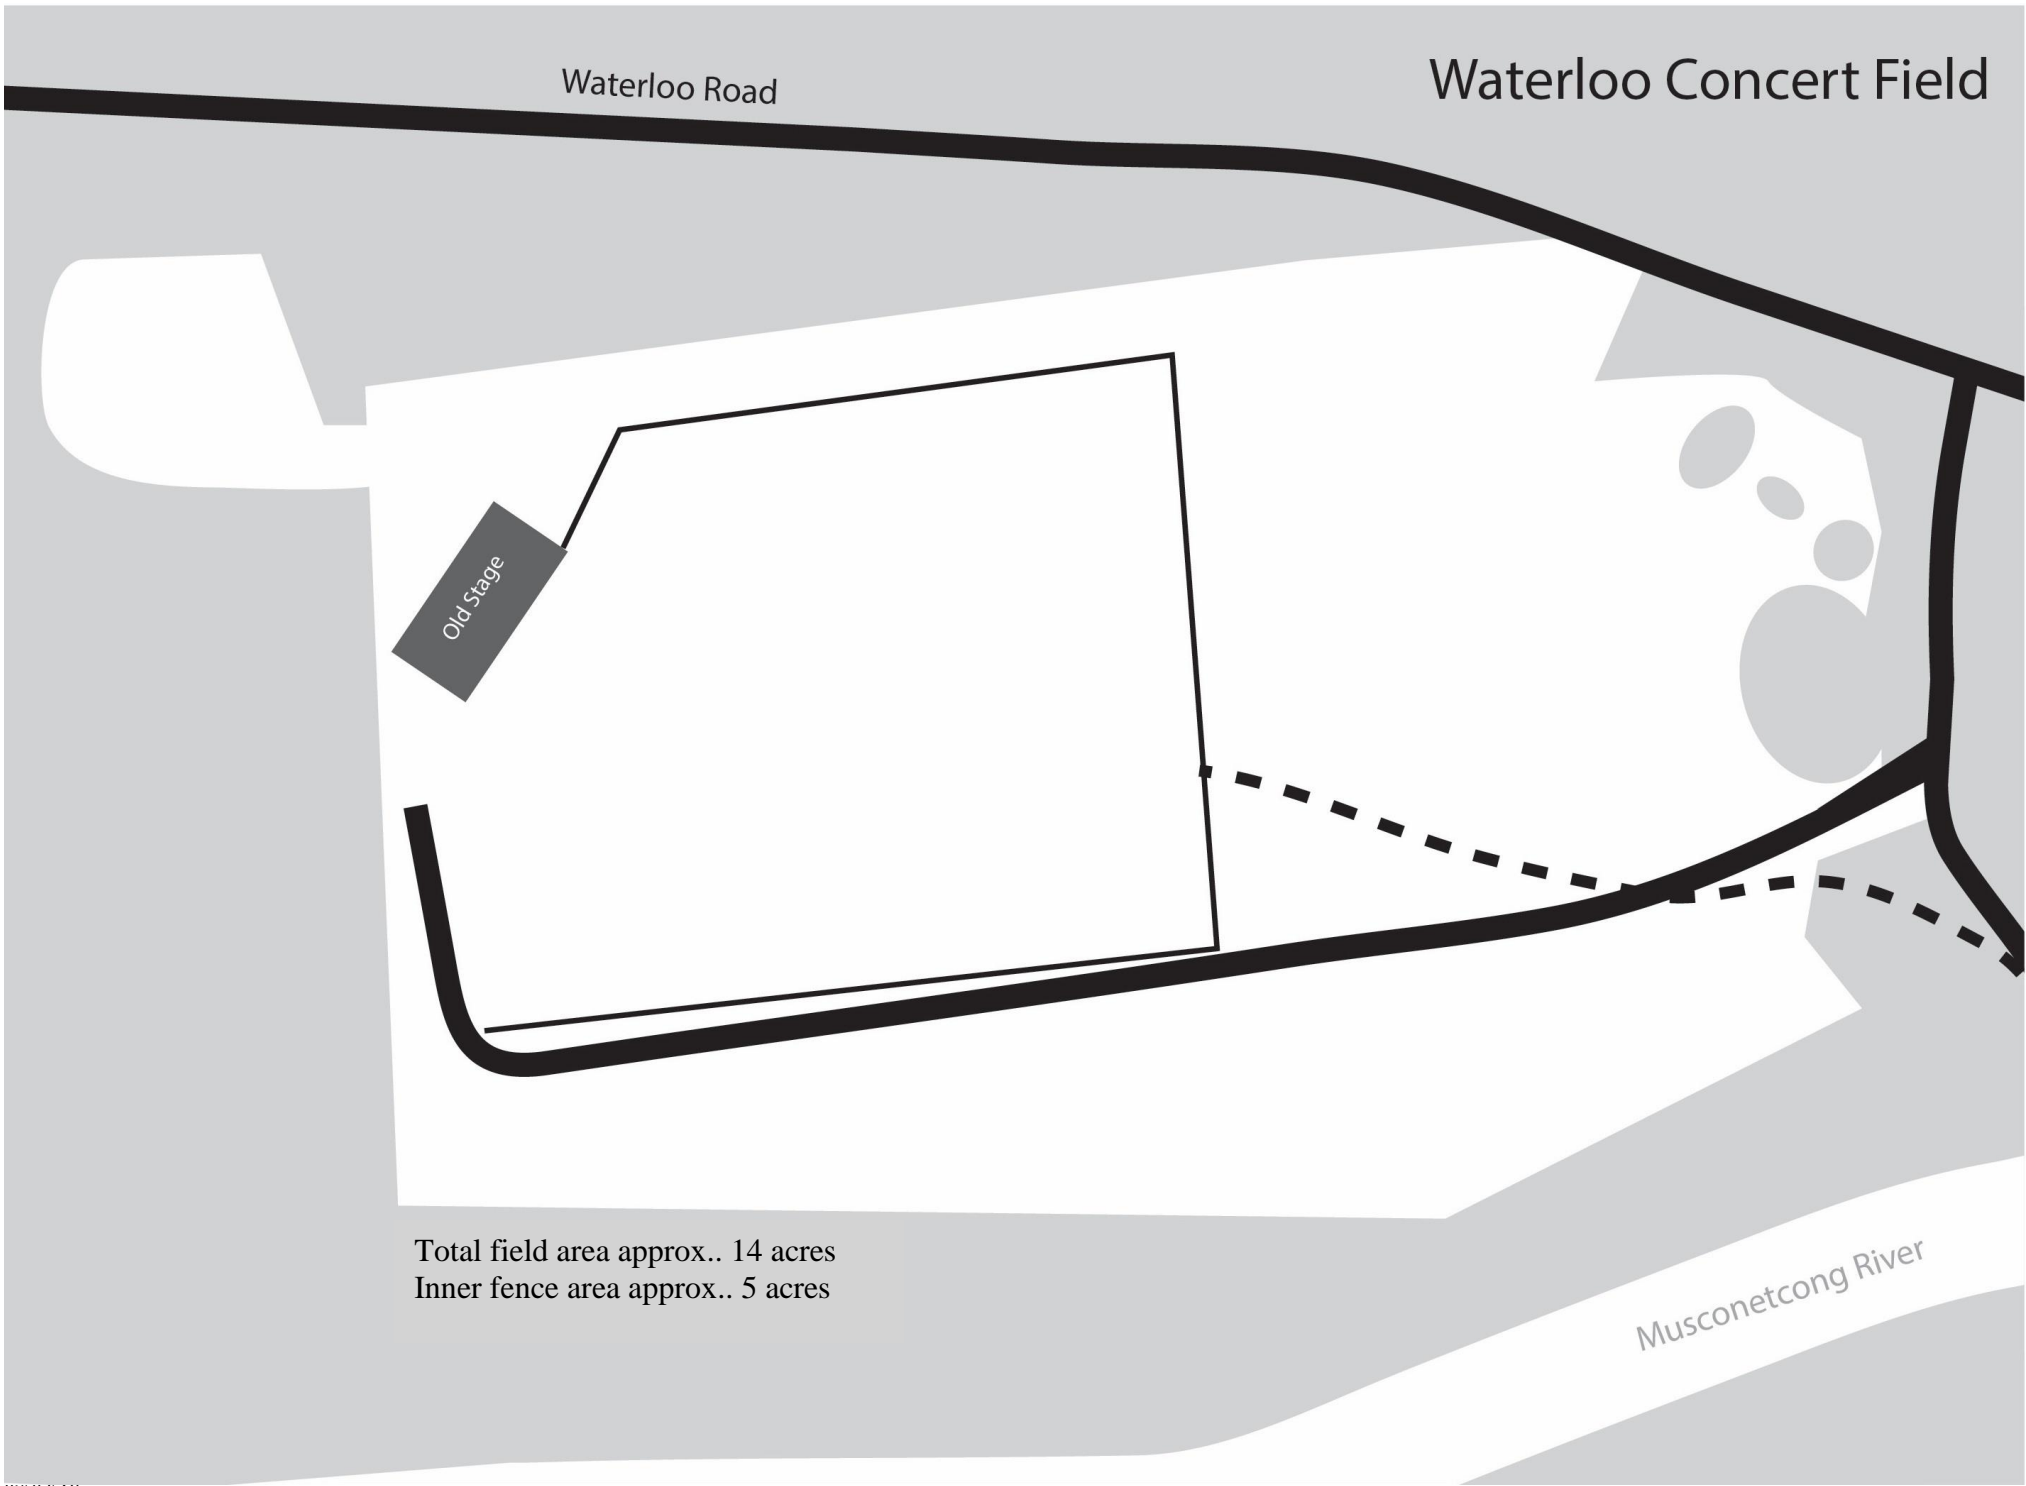 Waterloo Concert Field
Waterloo Road
Old Stage
Total field area approx.. 14 acres
Inner fence area approx.. 5 acres
Musconetcong River